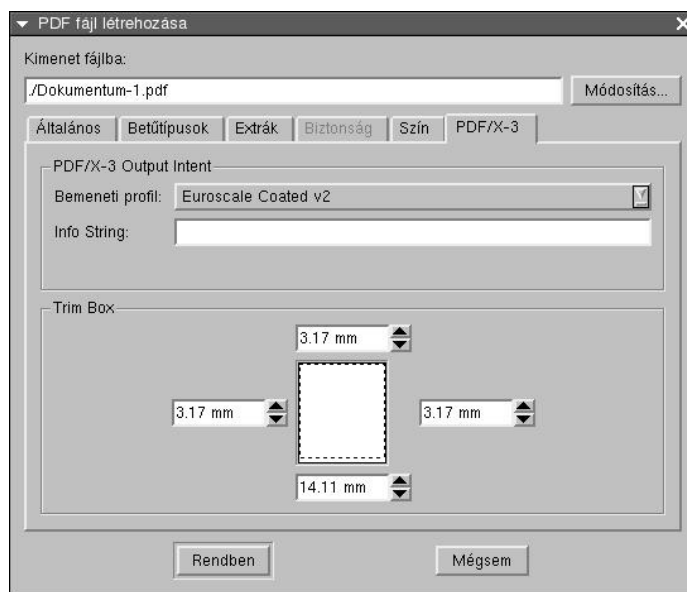 PDF fájl létrehozása
Kimenet fájlba:
./Dokumentum-1.pdf Módosítás...
Általános Betűtípusok Extrák Biztonság Szín PDF/X-3
PDF/X-3 Output Intent
Bemeneti profil: Euroscale Coated v2
Info String:
Trim Box
3.17 mm
3.17 mm 3.17 mm
14.11 mm
Rendben Mégsem